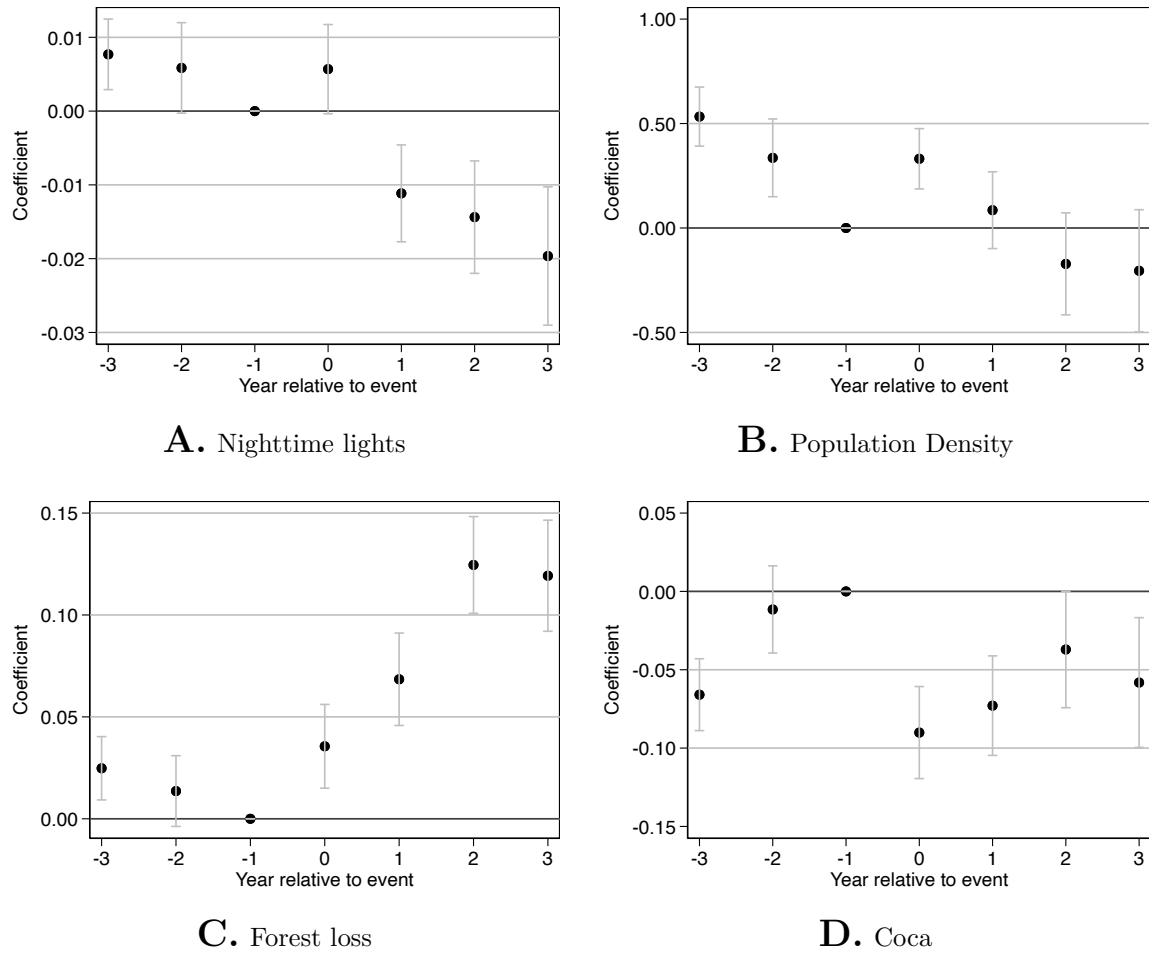 0.01
0.00
-0.01
-0.02
-0.03
Coefficient
-3 -2 -1 0 1 2 3
Year relative to event
A. Nighttime lights
1.00
0.50
0.00
-0.50
Coefficient
-3 -2 -1 0 1 2 3
Year relative to event
B. Population Density
0.15
0.10
0.05
0.00
Coefficient
-3 -2 -1 0 1 2 3
Year relative to event
C. Forest loss
0.05
0.00
-0.05
-0.10
-0.15
Coefficient
-3 -2 -1 0 1 2 3
Year relative to event
D. Coca